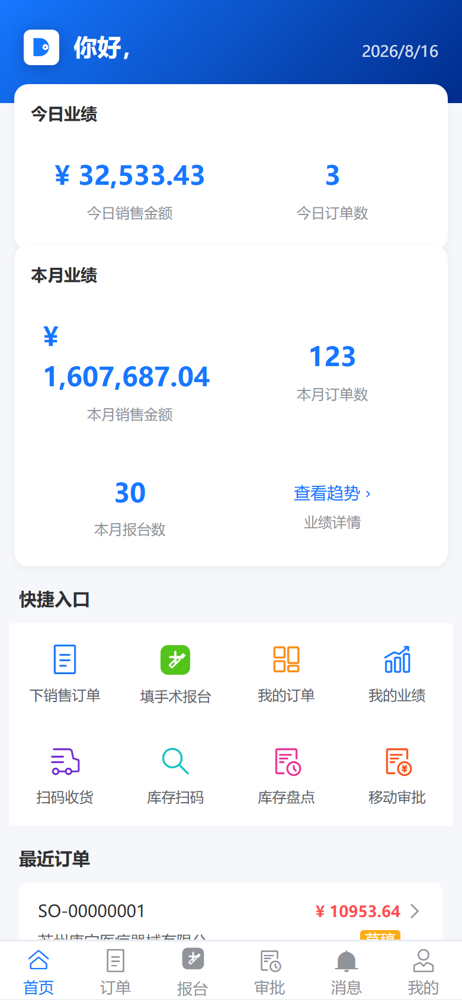 你好，
2026/8/16
今日业绩
¥ 32,533.43
3
今日销售金额
今日订单数
本月业绩
¥
1,607,687.04
123
本月销售金额
本月订单数
30
查看趋势 ›
本月报台数
业绩详情
快捷入口
下销售订单
填手术报台
我的订单
我的业绩
扫码收货
库存扫码
库存盘点
移动审批
最近订单
SO-00000001
¥ 10953.64
草稿
首页
订单
报台
审批
消息
我的